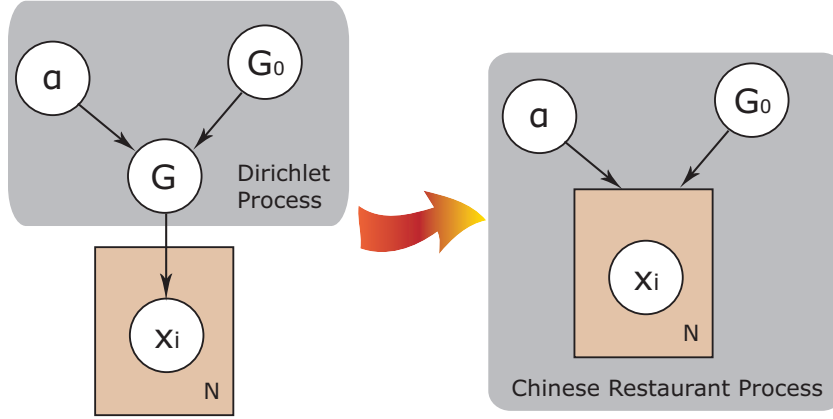 α
G₀
G
Dirichlet
Process
xᵢ
N
α
G₀
xᵢ
N
Chinese Restaurant Process